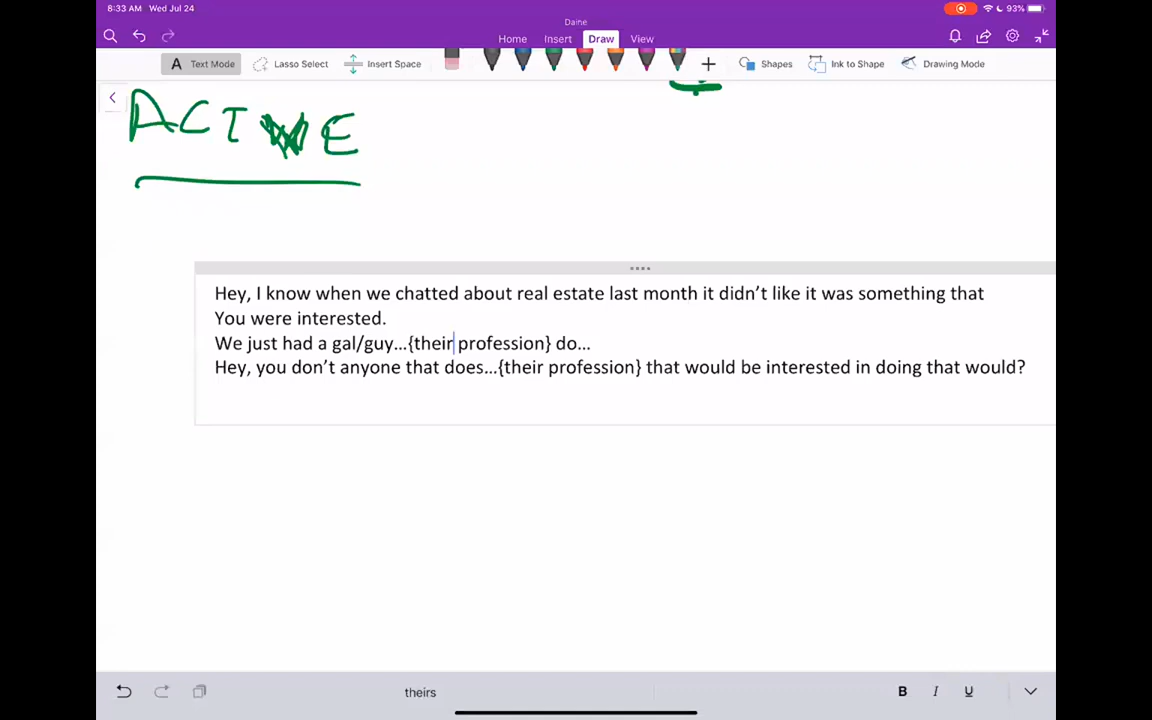 8:33 AM Wed Jul 24
93%
Daine
Home Insert Draw View
Text Mode Lasso Select Insert Space Shapes Ink to Shape Drawing Mode
ACTIVE
Hey, I know when we chatted about real estate last month it didn’t like it was something that
You were interested.
We just had a gal/guy...{their profession} do...
Hey, you don’t anyone that does...{their profession} that would be interested in doing that would?
theirs
B I U